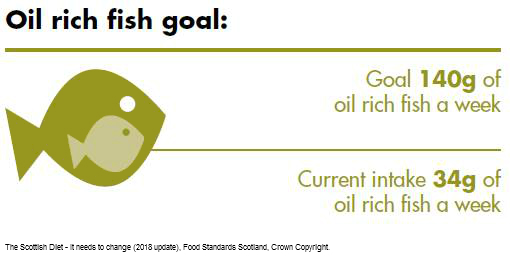 Oil rich fish goal:
Goal 140g of
oil rich fish a week
Current intake 34g of
oil rich fish a week
The Scottish Diet - it needs to change (2018 update), Food Standards Scotland, Crown Copyright.